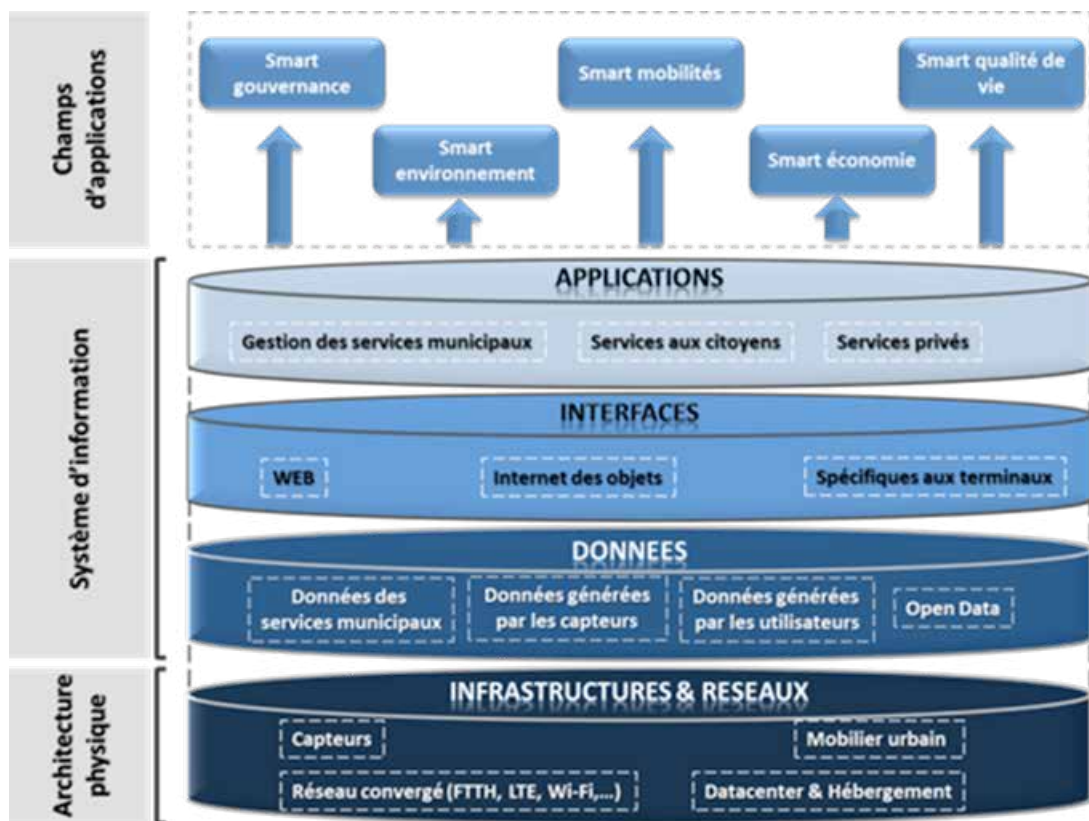 Champs
d'applications
Smart
gouvernance
Smart mobilités
Smart qualité de
vie
Smart
environnement
Smart économie
Système d'information
APPLICATIONS
Gestion des services municipaux
Services aux citoyens
Services privés
INTERFACES
WEB
Internet des objets
Spécifiques aux terminaux
DONNEES
Données des
services municipaux
Données générées
par les capteurs
Données générées
par les utilisateurs
Open Data
Architecture
physique
INFRASTRUCTURES & RESEAUX
Capteurs
Mobilier urbain
Réseau convergé (FTTH, LTE, Wi-Fi,...)
Datacenter & Hébergement